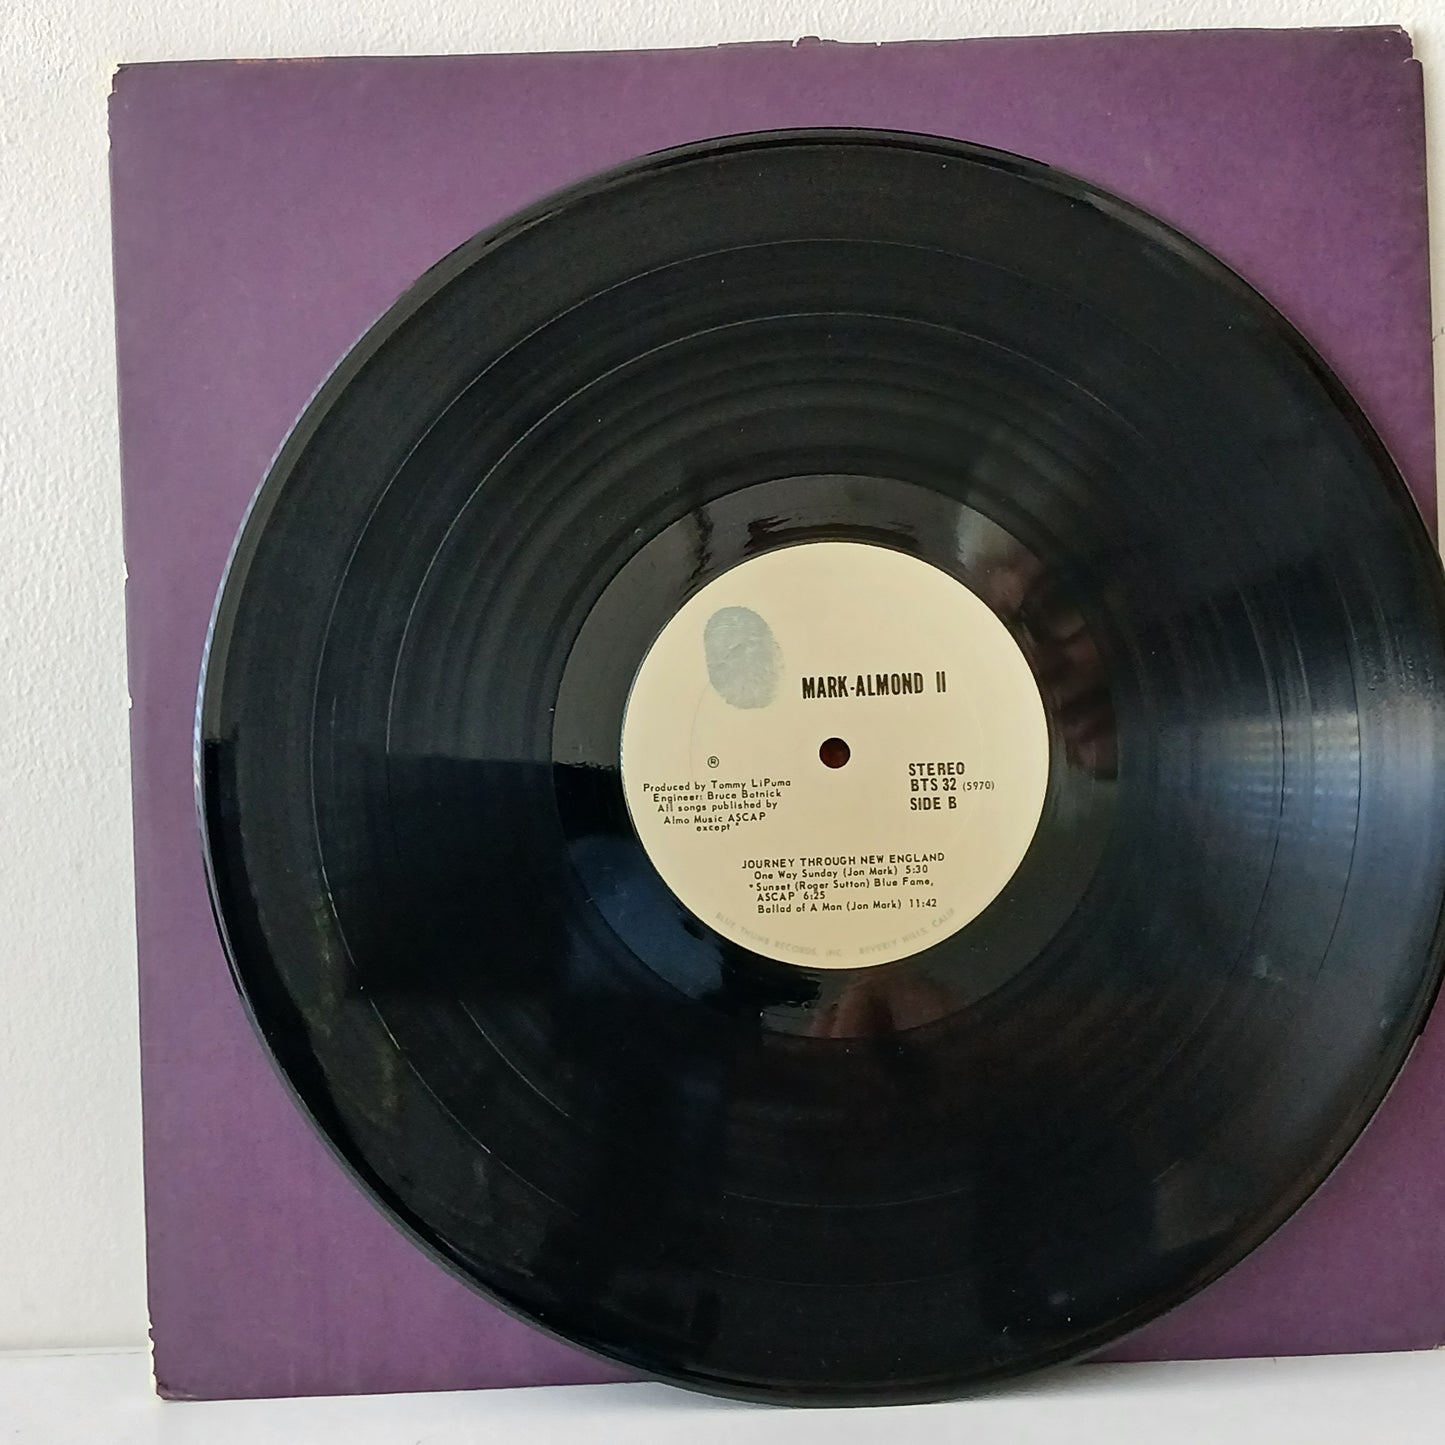 MARK-ALMOND II
®
STEREO
BTS 32 (5970)
SIDE B
Produced by Tommy LiPuma
Engineer: Bruce Botnick
All songs published by
Almo Music ASCAP
except *
JOURNEY THROUGH NEW ENGLAND
One Way Sunday (Jon Mark) 5:30
* Sunset (Roger Sutton) Blue Fame,
ASCAP 6:25
Ballad of A Man (Jon Mark) 11:42
BLUE THUMB RECORDS, INC. BEVERLY HILLS, CALIF.